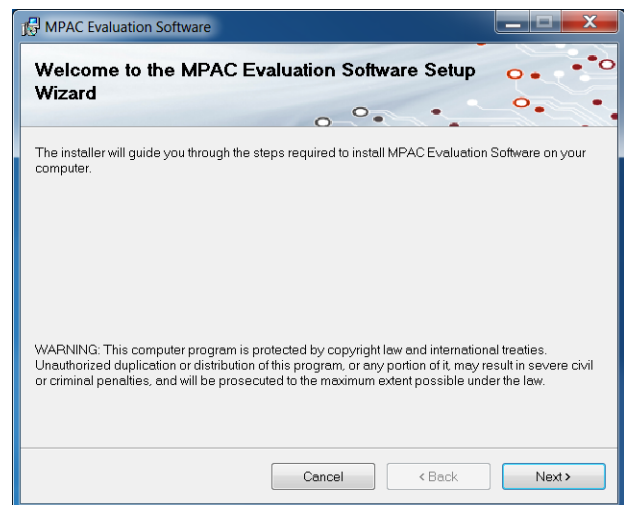 MPAC Evaluation Software
Welcome to the MPAC Evaluation Software Setup
Wizard
The installer will guide you through the steps required to install MPAC Evaluation Software on your
computer.
WARNING: This computer program is protected by copyright law and international treaties.
Unauthorized duplication or distribution of this program, or any portion of it, may result in severe civil
or criminal penalties, and will be prosecuted to the maximum extent possible under the law.
Cancel
< Back
Next >